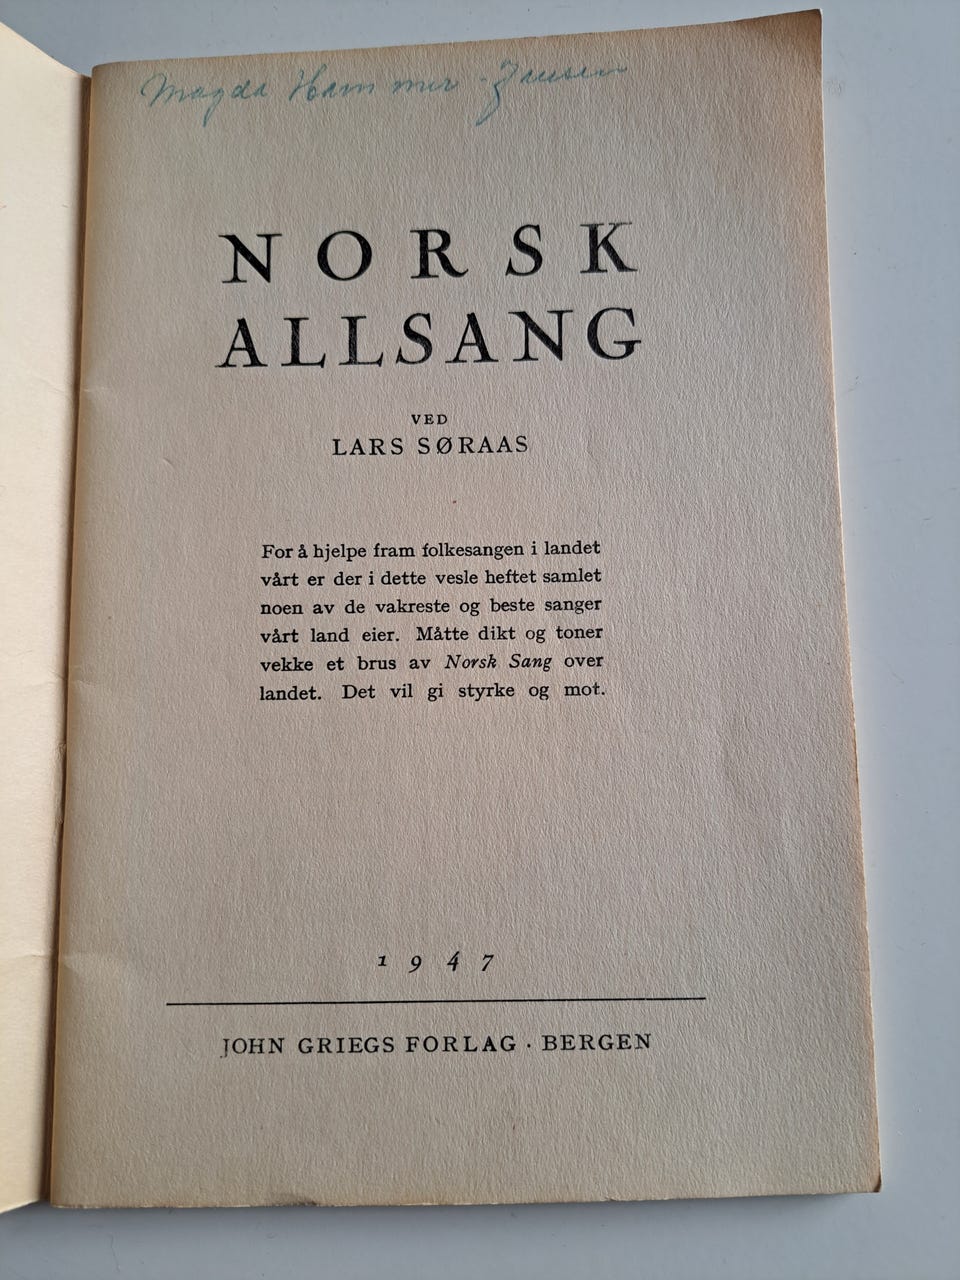 Magda Hammer-Jansen
NORSK
ALLSANG
VED
LARS SØRAAS
For å hjelpe fram folkesangen i landet
vårt er der i dette vesle heftet samlet
noen av de vakreste og beste sanger
vårt land eier. Måtte dikt og toner
vekke et brus av Norsk Sang over
landet. Det vil gi styrke og mot.
1947
JOHN GRIEGS FORLAG · BERGEN